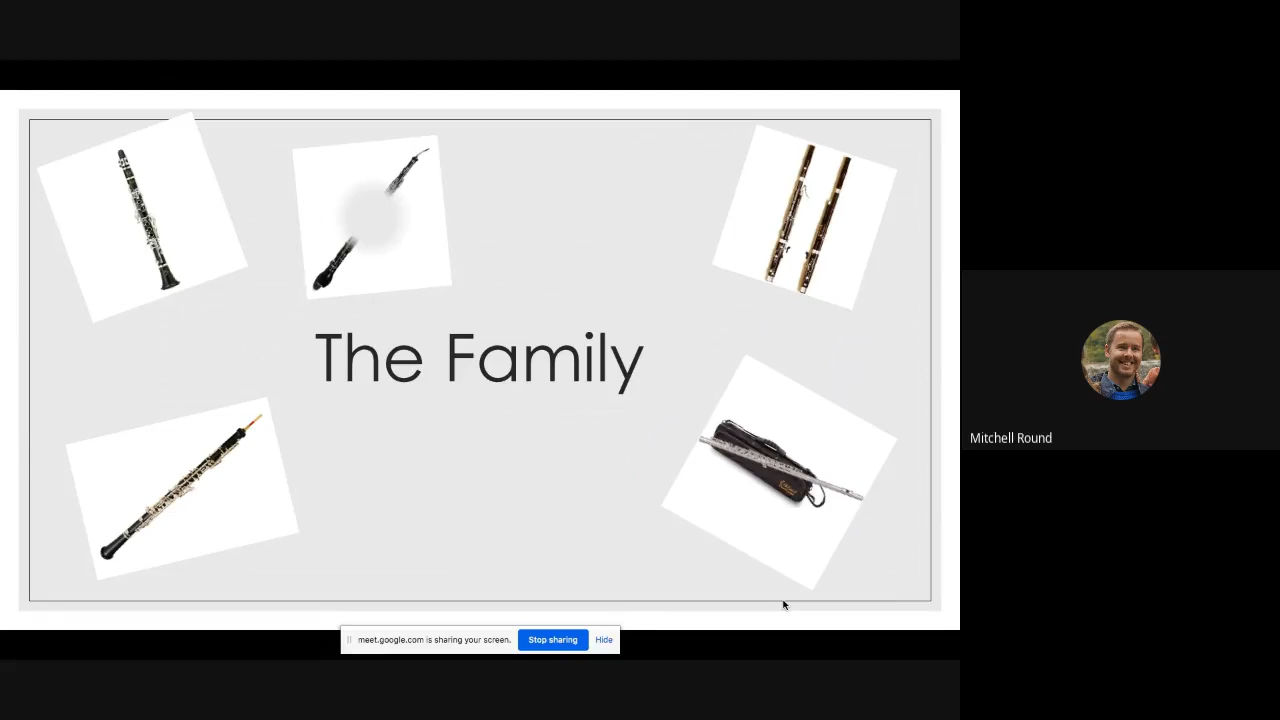 The Family
Mitchell Round
meet.google.com is sharing your screen.
Stop sharing
Hide